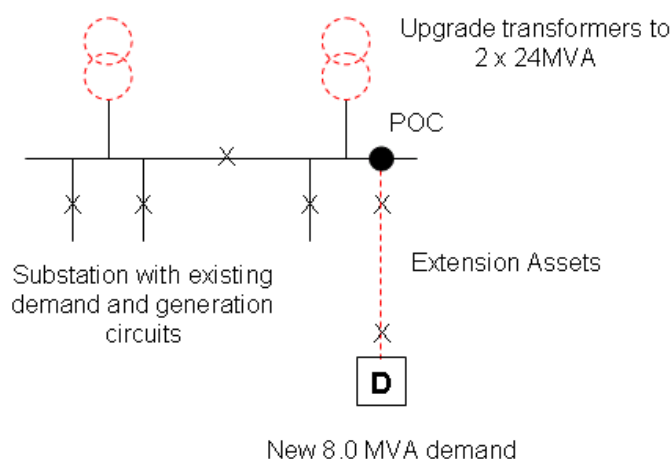 Upgrade transformers to
2 x 24MVA
POC
Extension Assets
Substation with existing
demand and generation
circuits
D
New 8.0 MVA demand